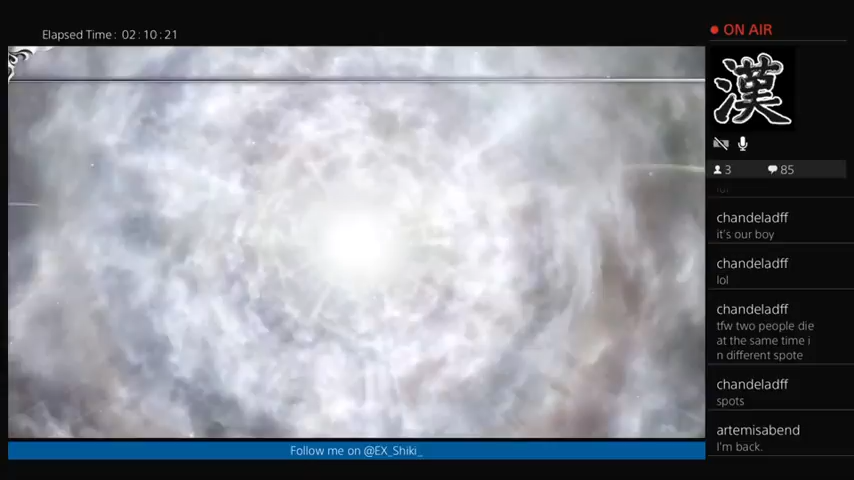 Elapsed Time : 02:10:21
ON AIR
漢
3 85
lol
chandeladff
it's our boy
chandeladff
lol
chandeladff
tfw two people die
at the same time i
n different spote
chandeladff
spots
artemisabend
I'm back.
Follow me on @EX_Shiki_